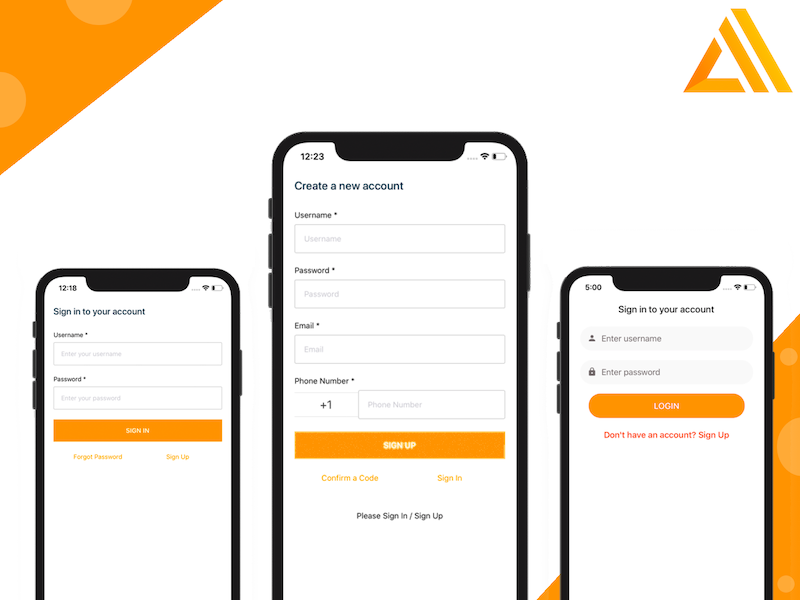 12:18
Sign in to your account
Username *
Enter your username
Password *
Enter your password
SIGN IN
Forgot Password Sign Up
12:23
Create a new account
Username *
Username
Password *
Password
Email *
Email
Phone Number *
+1 Phone Number
SIGN UP
Confirm a Code Sign In
Please Sign In / Sign Up
5:00
Sign in to your account
Enter username
Enter password
LOGIN
Don't have an account? Sign Up